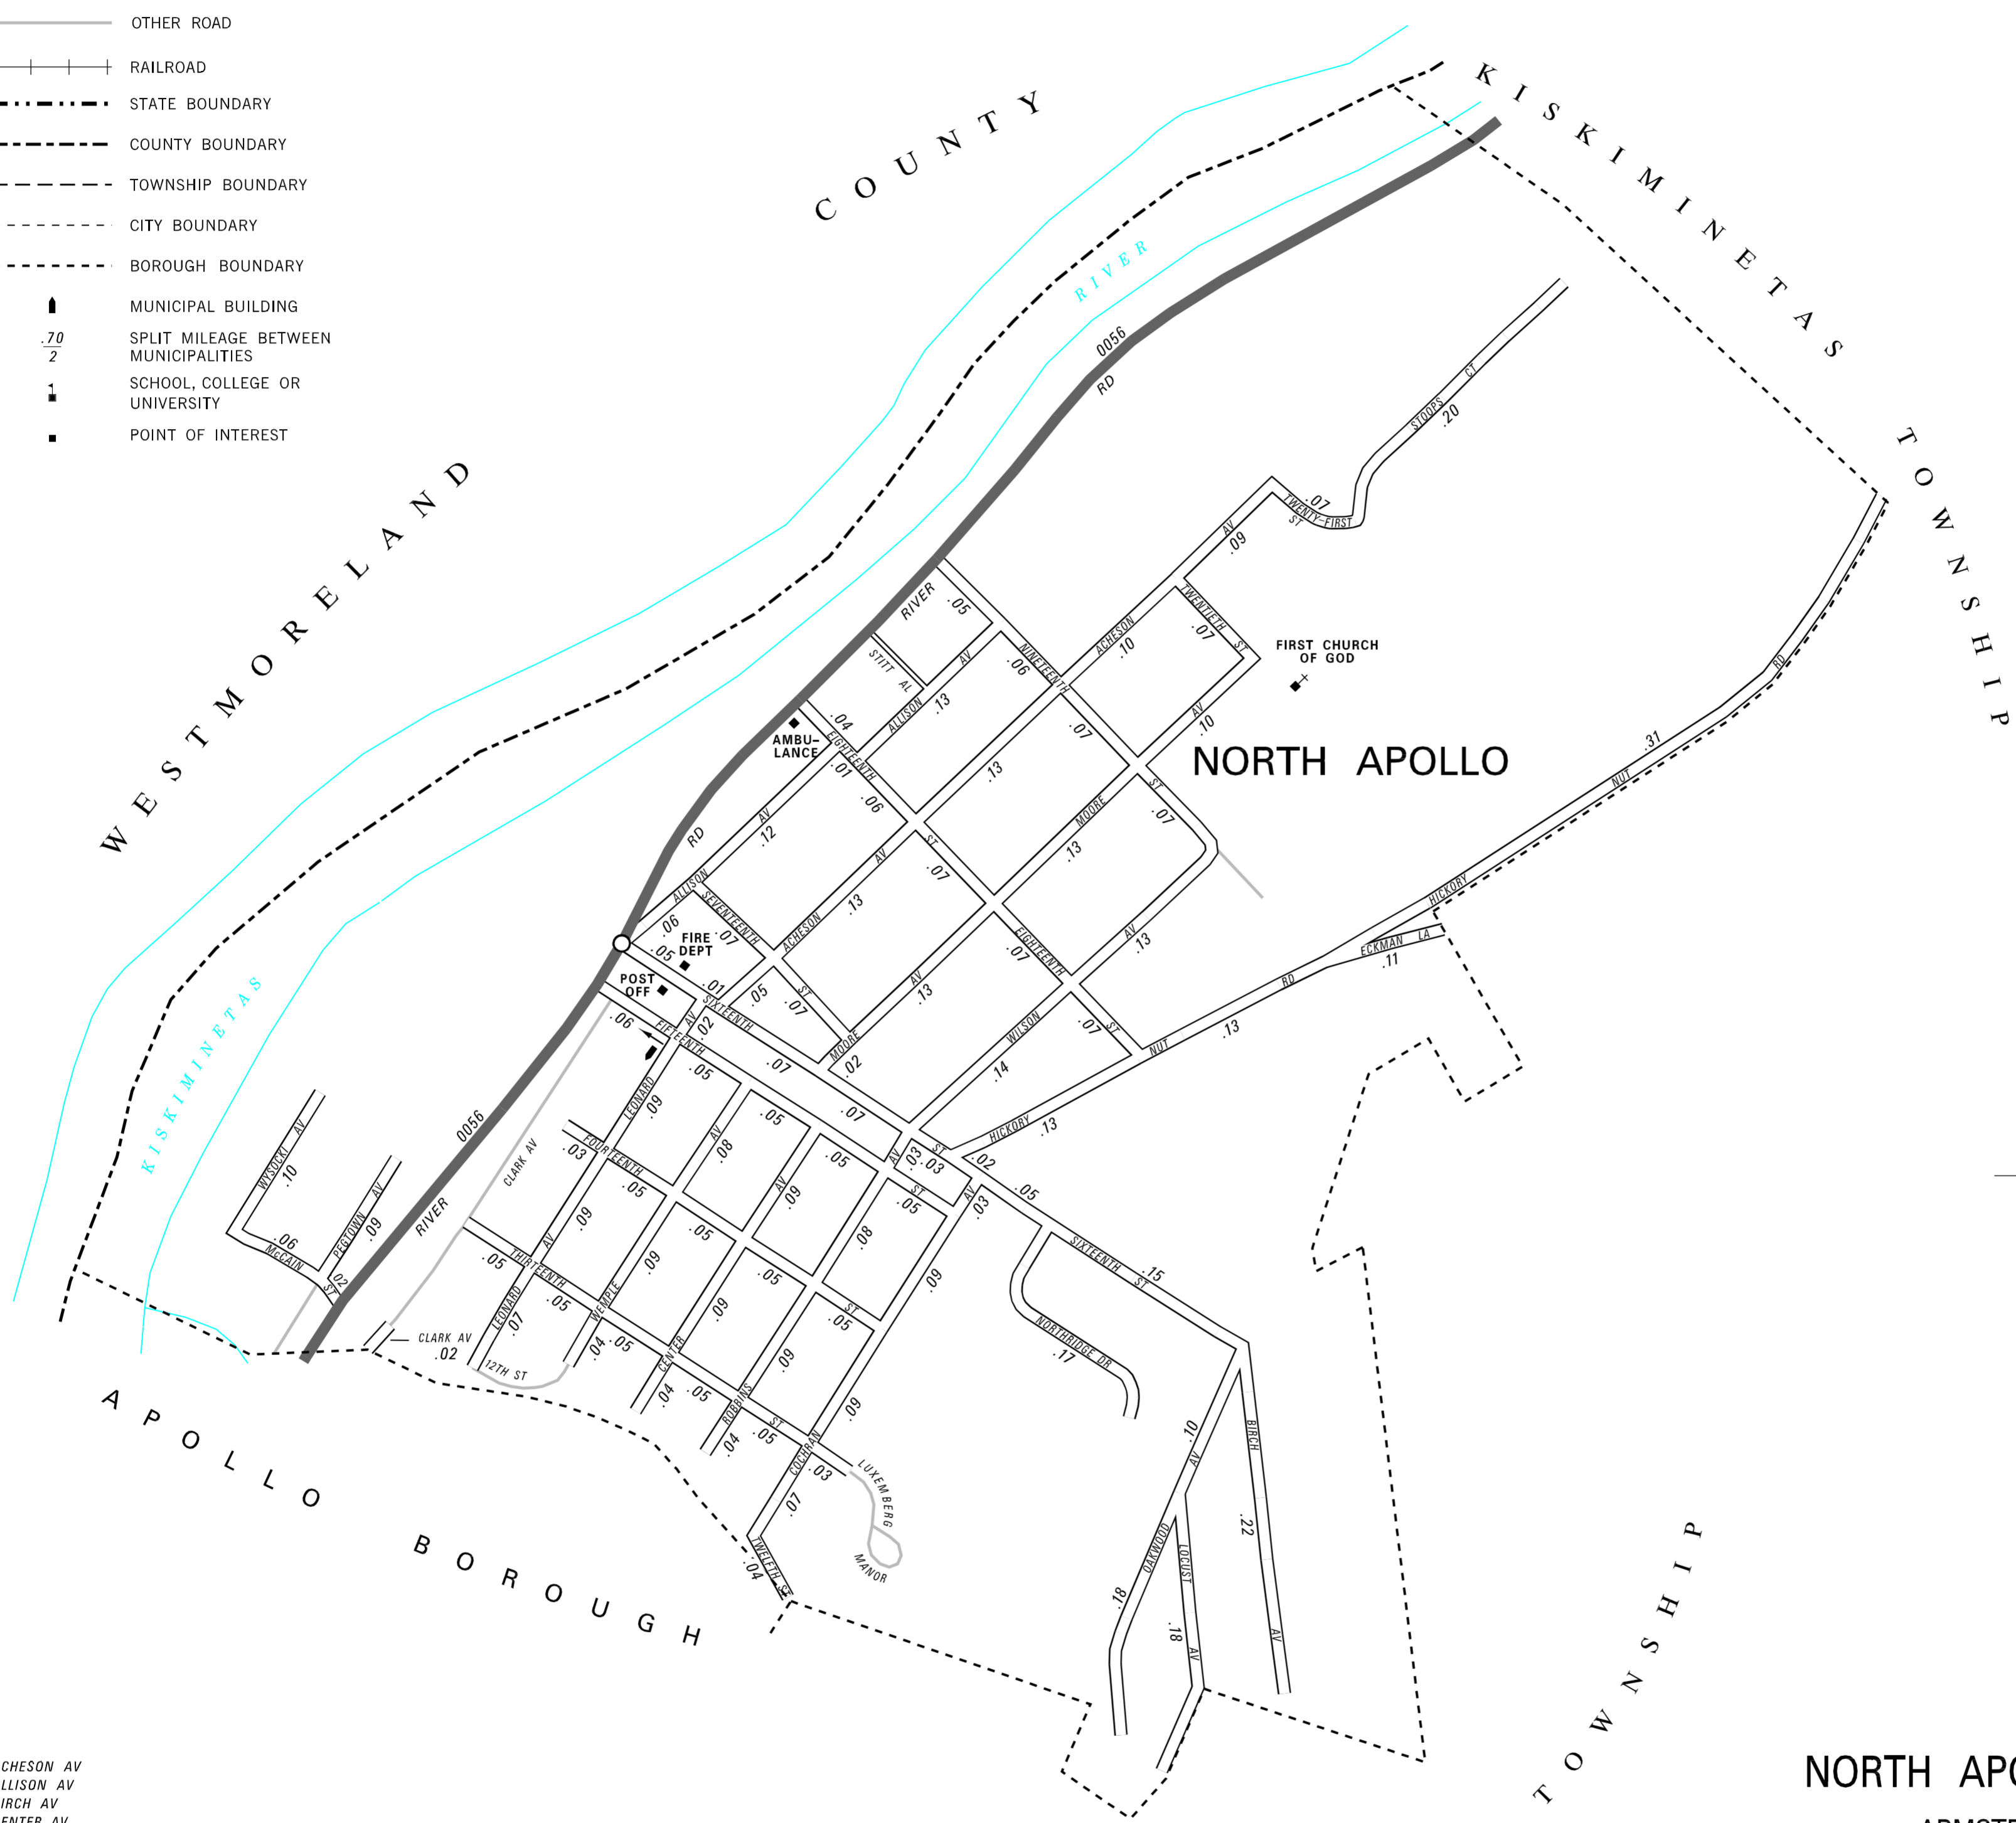 OTHER ROAD
RAILROAD
STATE BOUNDARY
COUNTY BOUNDARY
TOWNSHIP BOUNDARY
CITY BOUNDARY
BOROUGH BOUNDARY
MUNICIPAL BUILDING
.70
2
SPLIT MILEAGE BETWEEN
MUNICIPALITIES
SCHOOL, COLLEGE OR
UNIVERSITY
POINT OF INTEREST
WESTMORELAND
COUNTY
KISKIMINETAS
TOWNSHIP
KISKIMINETAS
RIVER
0056
RD
STOOPS CT
.20
.07
TWENTY-FIRST
ST
AV
.09
TWENTIETH ST
.07
FIRST CHURCH
OF GOD
RIVER
.05
STITT AL
NINETEENTH
.06
ACHESON
.10
AV
.10
ALLISON AV
.13
.04
AMBU-
LANCE
EIGHTEENTH
.01
.06
.07
.13
NORTH APOLLO
MOORE
.13
ST
.07
.31
NUT
RD
HICKORY
ECKMAN LA
.11
AV
.12
RD
ALLISON
.06
SEVENTEENTH
.07
ACHESON
AV
.13
ST
.07
EIGHTEENTH
.07
AV
.13
RD
.13
FIRE
DEPT
.05
POST
OFF
.01
SIXTEENTH
.05
ST
.07
AV
.13
MOORE
.02
WILSON
.14
.07
ST
NUT
HICKORY
.13
.06
FIFTEENTH
AV
.02
.05
.07
.07
LEONARD
.09
AV
.08
.05
.05
AV
.03
.03
ST
.02
.05
FOURTEENTH
.03
.05
AV
.09
ST
.05
AV
.03
CLARK AV
0056
RIVER
WYSOCKI AV
.10
.06
McCAIN
ST
PEGTOWN AV
.09
.02
THIRTEENTH
.05
AV
.09
.05
.09
.05
.08
.09
SIXTEENTH
ST
.15
NORTHRIDGE DR
.17
LEONARD
.07
.05
WEMPLE
.04
.05
.09
CENTER
.04
.05
.09
ST
.05
.09
ROBBINS
.04
ST
.05
COCHRAN
.03
.07
CLARK AV
.02
12TH ST
LUXEMBERG
MANOR
TWELFTH ST
.04
.10
AV
OAKWOOD
.18
LOCUST
.18
AV
BIRCH
.22
AV
APOLLO
BOROUGH
TOWNSHIP
CHESON AV
LLISON AV
IRCH AV
ENTER AV
NORTH APO
ARMSTR